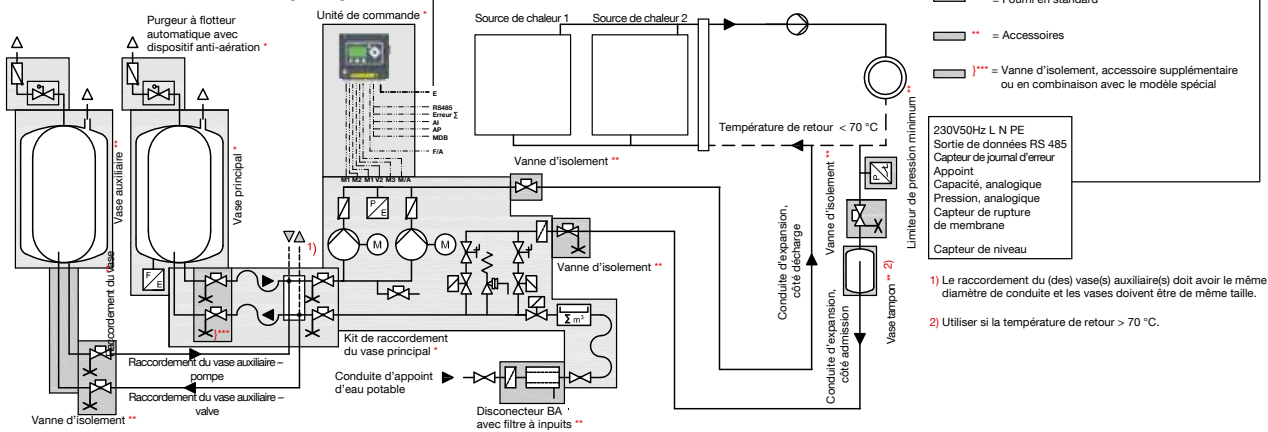 Purgeur à flotteur
automatique avec
dispositif anti-aération *
Unité de commande *
Source de chaleur 1
Source de chaleur 2
** = Accessoires
}*** = Vanne d'isolement, accessoire supplémentaire
ou en combinaison avec le modèle spécial
E
RS485
Erreur ∑
AI
AP
MDB
F/A
M1 M2 M1 V2 M3 M/A
Température de retour < 70 °C
230V50Hz L N PE
Sortie de données RS 485
Capteur de journal d'erreur
Appoint
Capacité, analogique
Pression, analogique
Capteur de rupture
de membrane
Capteur de niveau
Vase auxiliaire **
Vase principal *
Vanne d'isolement **
Vanne d'isolement **
Limiteur de pression minimum **
P
P
E
M
M
1)
Vanne d'isolement **
F
E
Raccordement du vase
}***
∑ m³
Conduite d'expansion,
côté décharge
Conduite d'expansion,
côté admission
Vase tampon ** 2)
1) Le raccordement du (des) vase(s) auxiliaire(s) doit avoir le même
diamètre de conduite et les vases doivent être de même taille.
2) Utiliser si la température de retour > 70 °C.
Kit de raccordement
du vase principal *
Raccordement du vase auxiliaire –
pompe
Raccordement du vase auxiliaire –
valve
Conduite d'appoint
d'eau potable
Disconecteur BA
avec filtre à inpuits **
Vanne d'isolement **